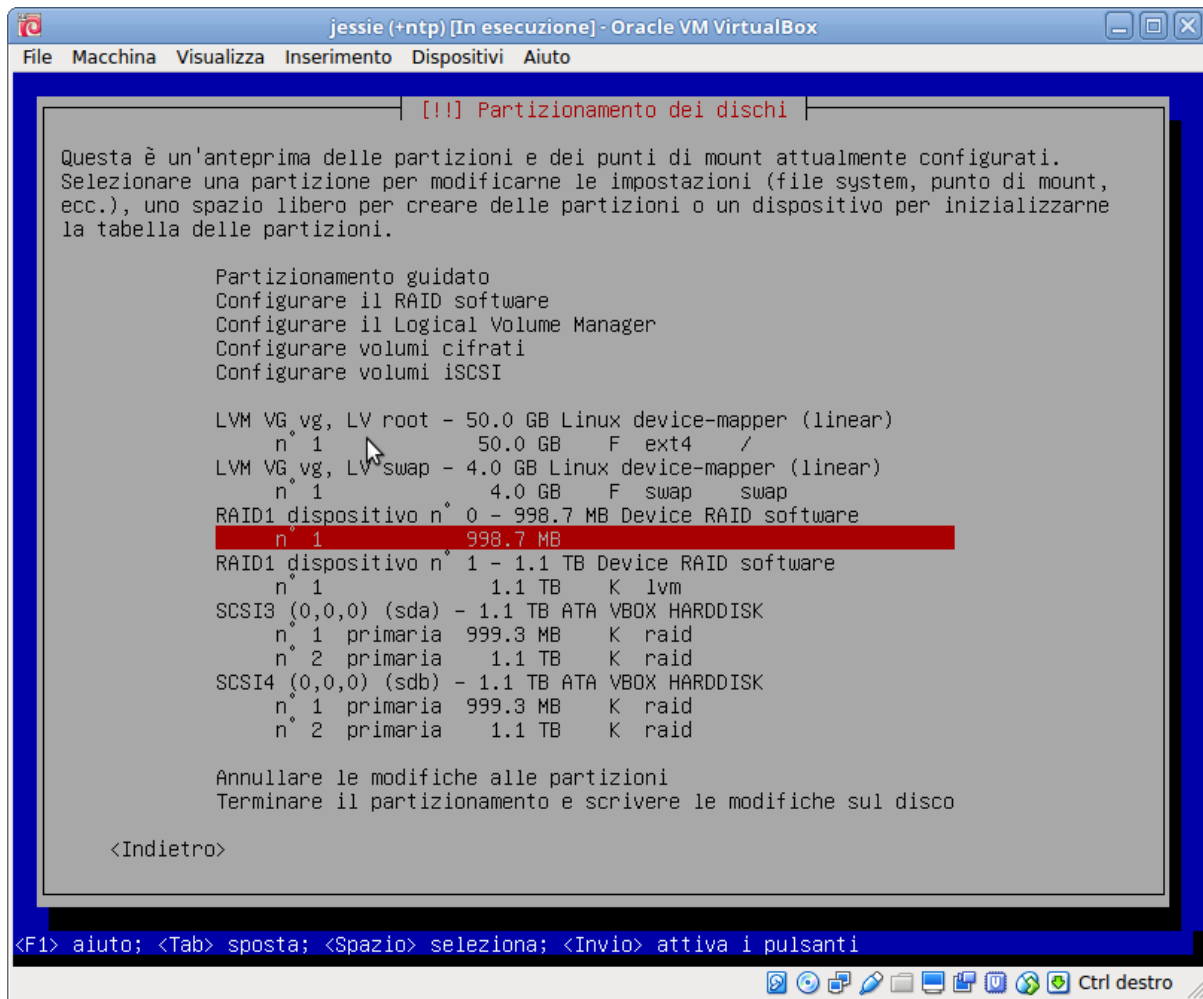 jessie (+ntp) [In esecuzione] - Oracle VM VirtualBox
File Macchina Visualizza Inserimento Dispositivi Aiuto
[!!] Partizionamento dei dischi
Questa è un'anteprima delle partizioni e dei punti di mount attualmente configurati.
Selezionare una partizione per modificarne le impostazioni (file system, punto di mount,
ecc.), uno spazio libero per creare delle partizioni o un dispositivo per inizializzarne
la tabella delle partizioni.
Partizionamento guidato
Configurare il RAID software
Configurare il Logical Volume Manager
Configurare volumi cifrati
Configurare volumi iSCSI
LVM VG vg, LV root - 50.0 GB Linux device-mapper (linear)
n° 1 50.0 GB F ext4 /
LVM VG vg, LV swap - 4.0 GB Linux device-mapper (linear)
n° 1 4.0 GB F swap swap
RAID1 dispositivo n° 0 - 998.7 MB Device RAID software
n° 1 998.7 MB
RAID1 dispositivo n° 1 - 1.1 TB Device RAID software
n° 1 1.1 TB K lvm
SCSI3 (0,0,0) (sda) - 1.1 TB ATA VBOX HARDDISK
n° 1 primaria 999.3 MB K raid
n° 2 primaria 1.1 TB K raid
SCSI4 (0,0,0) (sdb) - 1.1 TB ATA VBOX HARDDISK
n° 1 primaria 999.3 MB K raid
n° 2 primaria 1.1 TB K raid
Annullare le modifiche alle partizioni
Terminare il partizionamento e scrivere le modifiche sul disco
<Indietro>
<F1> aiuto; <Tab> sposta; <Spazio> seleziona; <Invio> attiva i pulsanti
Ctrl destro